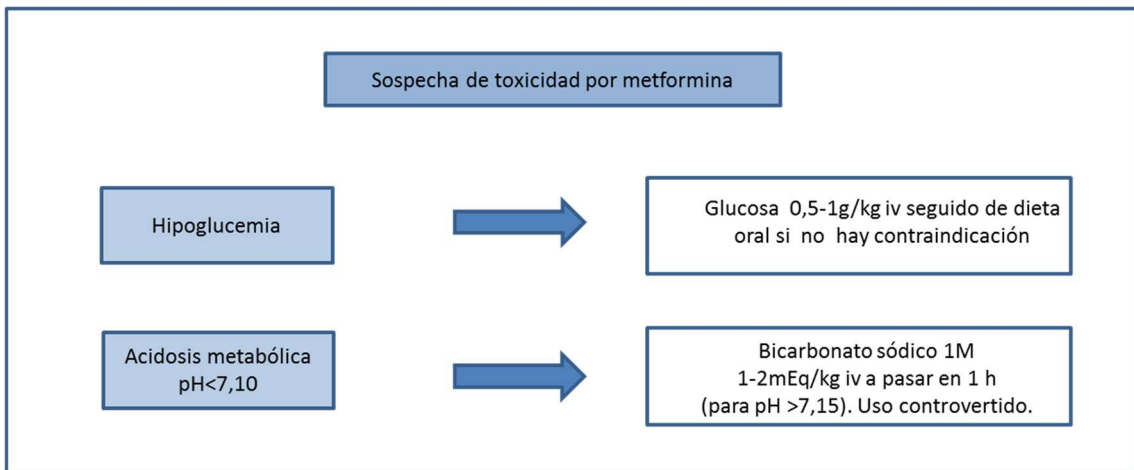 Sospecha de toxicidad por metformina
Hipoglucemia
Glucosa 0,5-1g/kg iv seguido de dieta
oral si no hay contraindicación
Acidosis metabólica
pH<7,10
Bicarbonato sódico 1M
1-2mEq/kg iv a pasar en 1 h
(para pH >7,15). Uso controvertido.